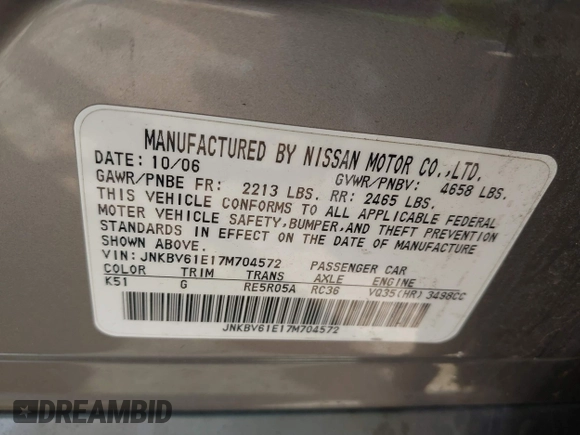 MANUFACTURED BY NISSAN MOTOR CO.,LTD.
DATE: 10/06 GVWR/PNBV: 4658 LBS.
GAWR/PNBE FR: 2213 LBS. RR: 2465 LBS.
THIS VEHICLE CONFORMS TO ALL APPLICABLE FEDERAL
MOTOR VEHICLE SAFETY,BUMPER,AND THEFT PREVENTION
STANDARDS IN EFFECT ON THE DATE OF MANUFACTURE
SHOWN ABOVE.
VIN: JNKBV61E17M704572 PASSENGER CAR
COLOR TRIM TRANS AXLE ENGINE
K51 G RE5R05A RC36 VQ35(HR) 3498CC
JNKBV61E17M704572
DREAMBID